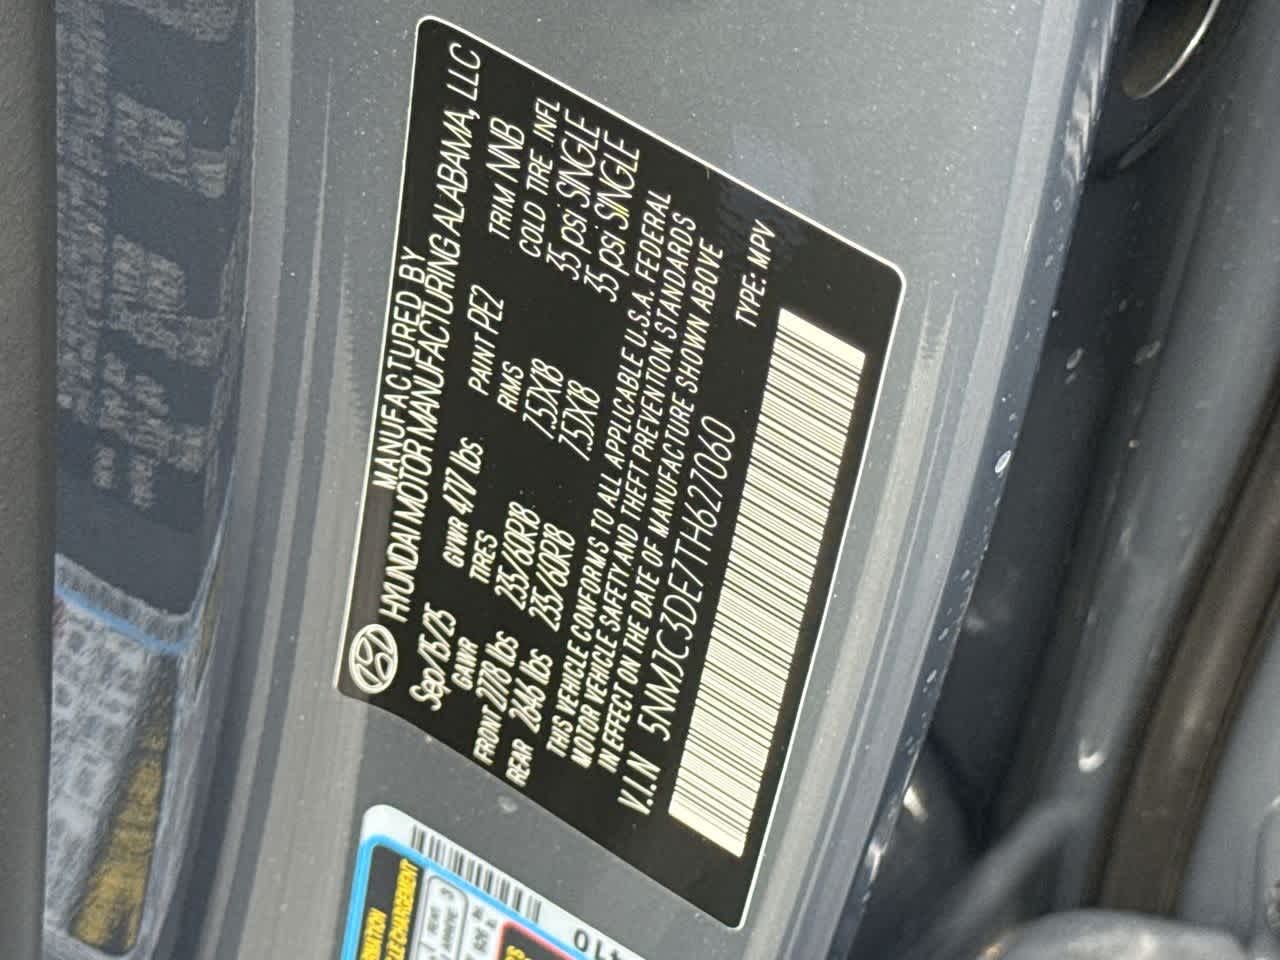 MANUFACTURED BY
HYUNDAI MOTOR MANUFACTURING ALABAMA, LLC
Sep/15/25 GVWR 4717 lbs. PAINT PE2 TRIM NNB
GAWR TIRES RIMS COLD TIRE INFL
FRONT 2778 lbs 235/60R18 7.5JX18 35 psi SINGLE
REAR 2646 lbs 235/60R18 7.5JX18 35 psi SINGLE
THIS VEHICLE CONFORMS TO ALL APPLICABLE U.S.A. FEDERAL
MOTOR VEHICLE SAFETY AND THEFT PREVENTION STANDARDS
IN EFFECT ON THE DATE OF MANUFACTURE SHOWN ABOVE
V.I.N 5NMJC3DE7TH627060 TYPE: MPV